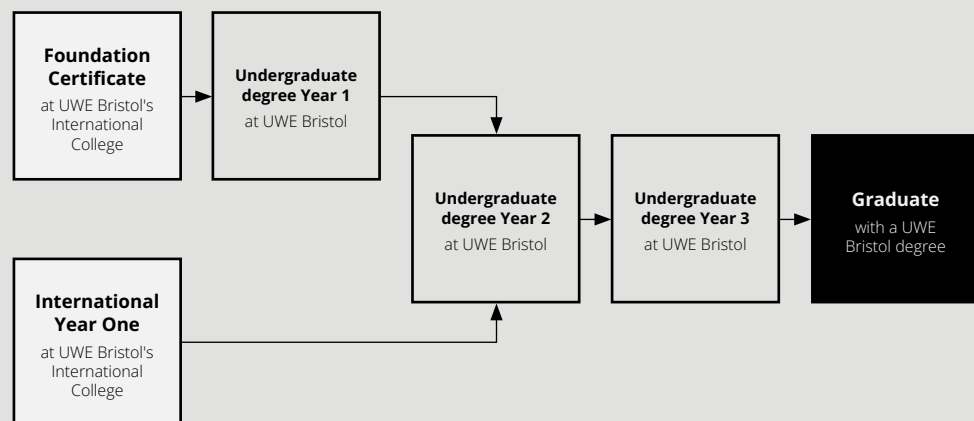 Foundation
Certificate
at UWE Bristol's
International
College
Undergraduate
degree Year 1
at UWE Bristol
Undergraduate
degree Year 2
at UWE Bristol
Undergraduate
degree Year 3
at UWE Bristol
Graduate
with a UWE
Bristol degree
International
Year One
at UWE Bristol's
International
College